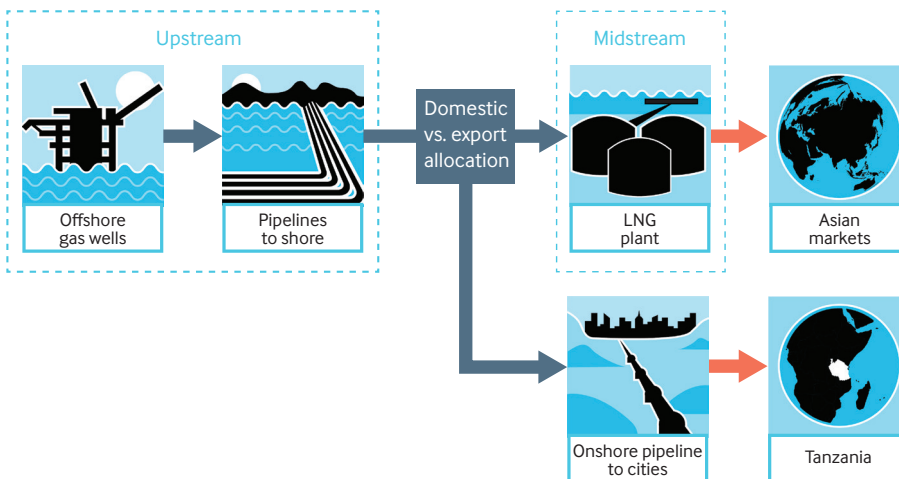 Upstream
Midstream
Domestic
vs. export
allocation
Offshore
gas wells
Pipelines
to shore
LNG
plant
Asian
markets
Onshore pipeline
to cities
Tanzania